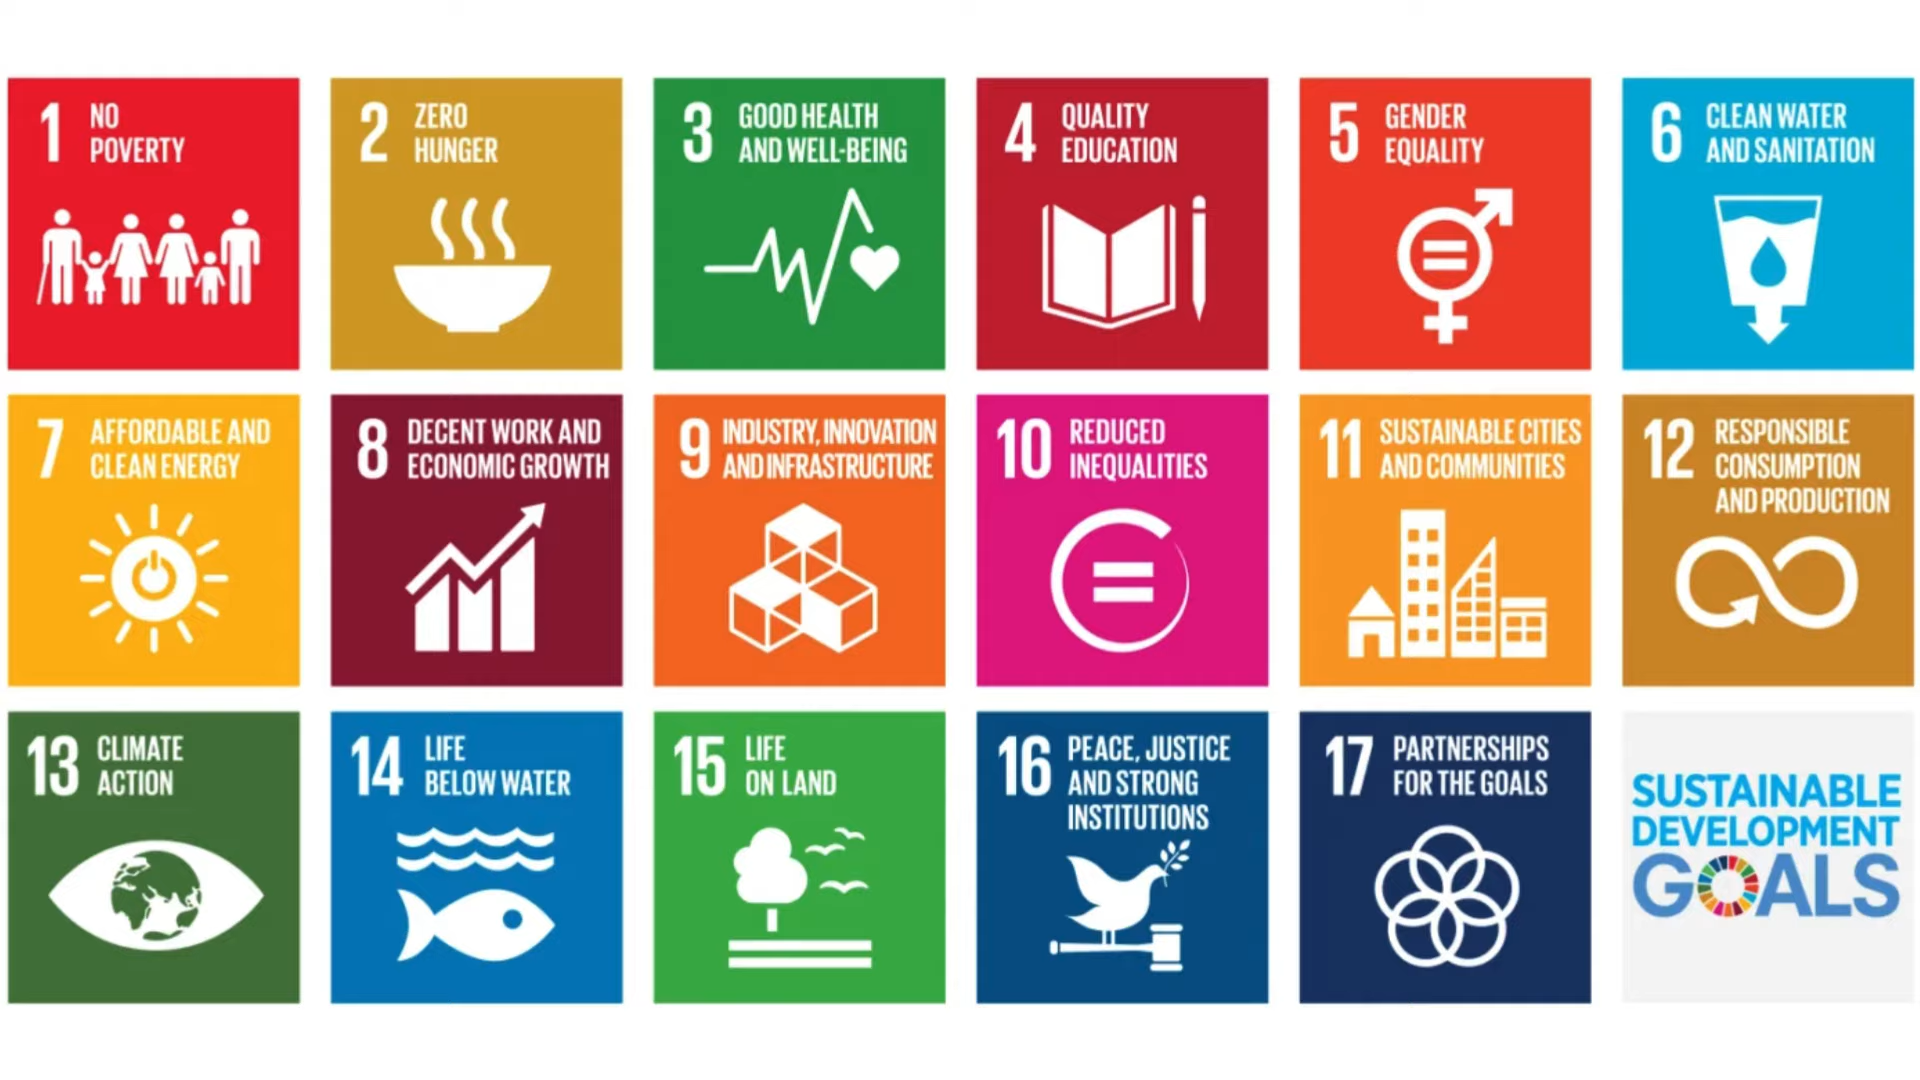 1 NO
POVERTY
2 ZERO
HUNGER
3 GOOD HEALTH
AND WELL-BEING
4 QUALITY
EDUCATION
5 GENDER
EQUALITY
6 CLEAN WATER
AND SANITATION
7 AFFORDABLE AND
CLEAN ENERGY
8 DECENT WORK AND
ECONOMIC GROWTH
9 INDUSTRY, INNOVATION
AND INFRASTRUCTURE
10 REDUCED
INEQUALITIES
11 SUSTAINABLE CITIES
AND COMMUNITIES
12 RESPONSIBLE
CONSUMPTION
AND PRODUCTION
13 CLIMATE
ACTION
14 LIFE
BELOW WATER
15 LIFE
ON LAND
16 PEACE, JUSTICE
AND STRONG
INSTITUTIONS
17 PARTNERSHIPS
FOR THE GOALS
SUSTAINABLE
DEVELOPMENT
GOALS